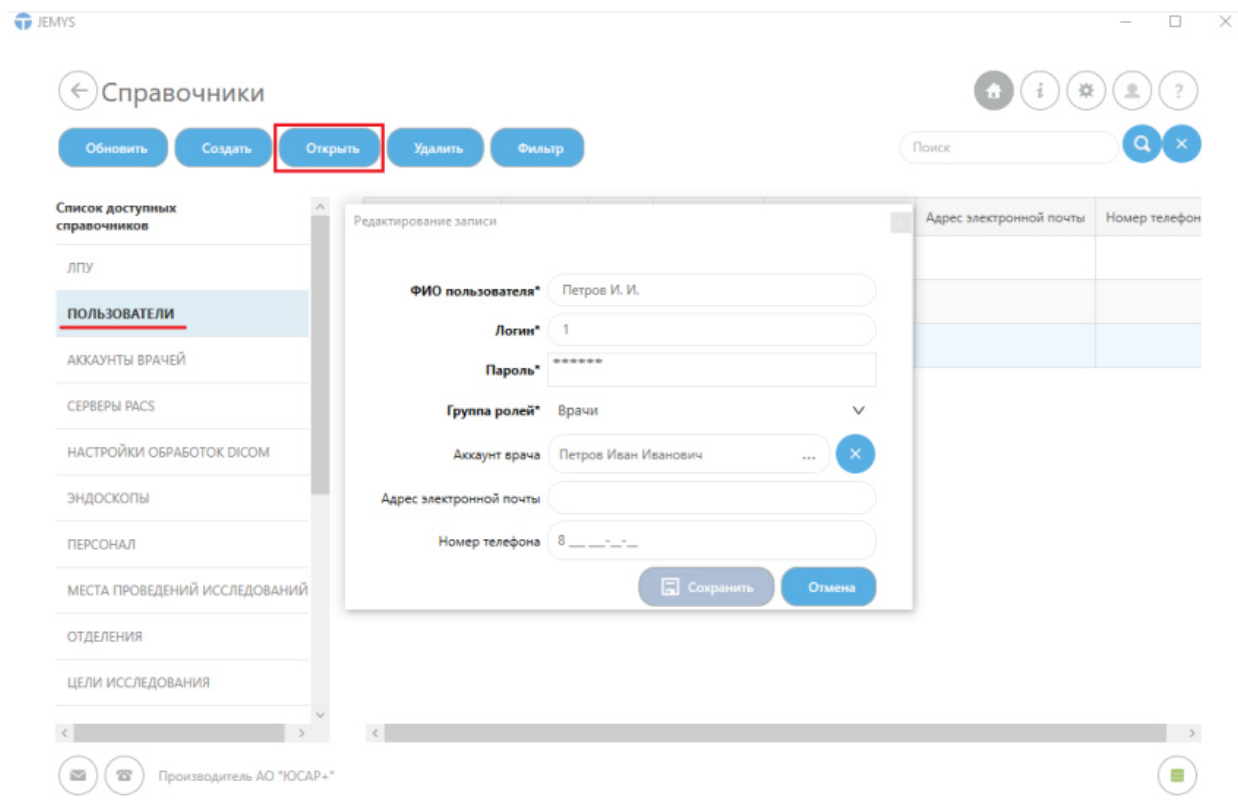 JEMYS
Справочники
Обновить Создать Открыть Удалить Фильтр Поиск
Список доступных
справочников
ЛПУ
ПОЛЬЗОВАТЕЛИ
АККАУНТЫ ВРАЧЕЙ
СЕРВЕРЫ PACS
НАСТРОЙКИ ОБРАБОТОК DICOM
ЭНДОСКОПЫ
ПЕРСОНАЛ
МЕСТА ПРОВЕДЕНИЙ ИССЛЕДОВАНИЙ
ОТДЕЛЕНИЯ
ЦЕЛИ ИССЛЕДОВАНИЯ
Адрес электронной почты Номер телефон
Редактирование записи
ФИО пользователя* Петров И. И.
Логин* 1
Пароль* ******
Группа ролей* Врачи
Аккаунт врача Петров Иван Иванович ...
Адрес электронной почты
Номер телефона 8 __ ___-__-__
Сохранить Отмена
Производитель АО "ЮСАР+"